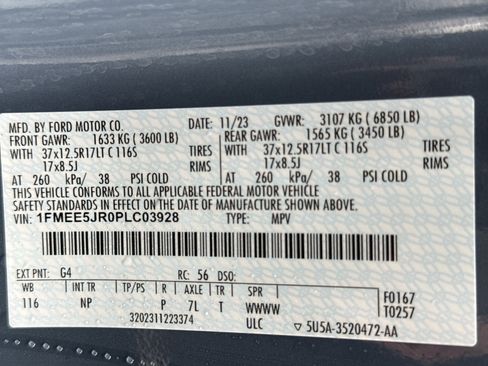 MFD. BY FORD MOTOR CO. 11/23 GVWR: 3107 KG ( 6850 LB)
FRONT GAWR: 1633 KG ( 3600 LB) REAR GAWR: 1565 KG ( 3450 LB)
37x12.5R17LT C 116S TIRES 37x12.5R17LT C 116S TIRES
17x8.5J RIMS 17x8.5J RIMS
AT 260 kPa/ 38 PSI COLD AT 260 kPa/ 38 PSI COLD
THIS VEHICLE CONFORMS TO ALL APPLICABLE FEDERAL MOTOR VEHICLE
SAFETY STANDARDS IN EFFECT ON THE DATE OF MANUFACTURE SHOWN ABOVE.
VIN: 1FMEE5JR0PLC03928 TYPE: MPV
EXT PNT: G4 RC: 56 DSO:
WB INT TR TP/PS R AXLE TR SPR F0167
116 NP P 7L T WWWW T0257
3202311223374 ULC 5U5A-3520472-AA